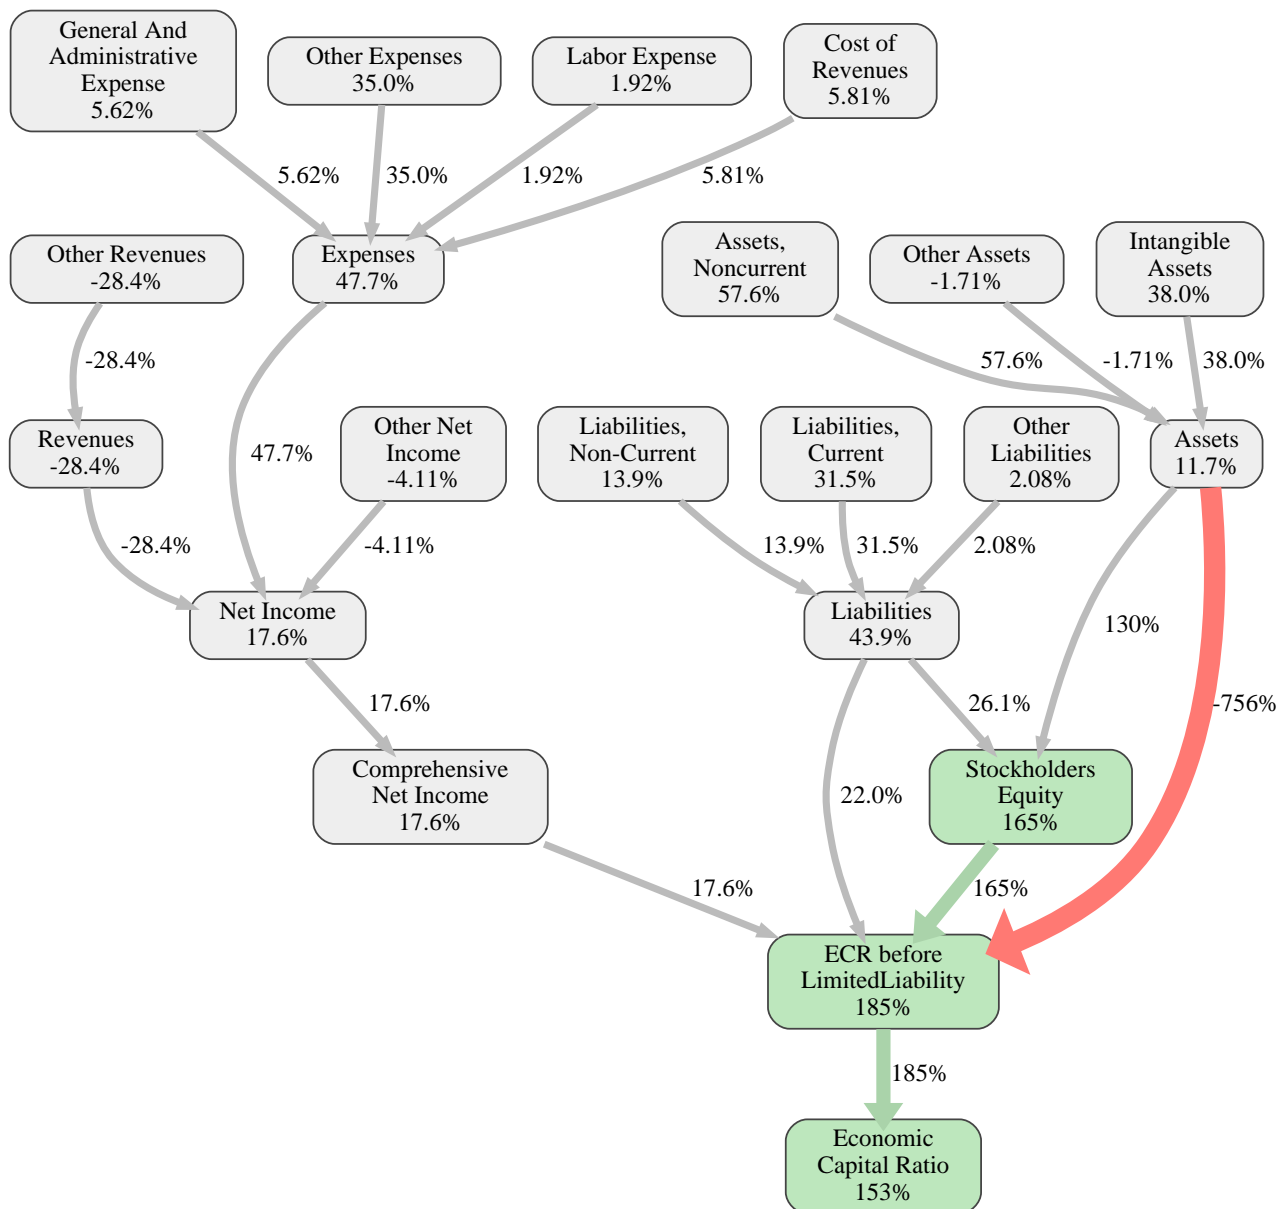 General And
Administrative
Expense
5.62%
Other Expenses
35.0%
Labor Expense
1.92%
Cost of
Revenues
5.81%
5.62%
35.0%
1.92%
5.81%
Other Revenues
-28.4%
Expenses
47.7%
Assets,
Noncurrent
57.6%
Other Assets
-1.71%
Intangible
Assets
38.0%
-28.4%
57.6%
-1.71%
38.0%
Revenues
-28.4%
47.7%
Other Net
Income
-4.11%
Liabilities,
Non-Current
13.9%
Liabilities,
Current
31.5%
Other
Liabilities
2.08%
Assets
11.7%
-28.4%
-4.11%
13.9%
31.5%
2.08%
Net Income
17.6%
Liabilities
43.9%
130%
17.6%
26.1%
-756%
Comprehensive
Net Income
17.6%
22.0%
Stockholders
Equity
165%
17.6%
165%
ECR before
LimitedLiability
185%
185%
Economic
Capital Ratio
153%